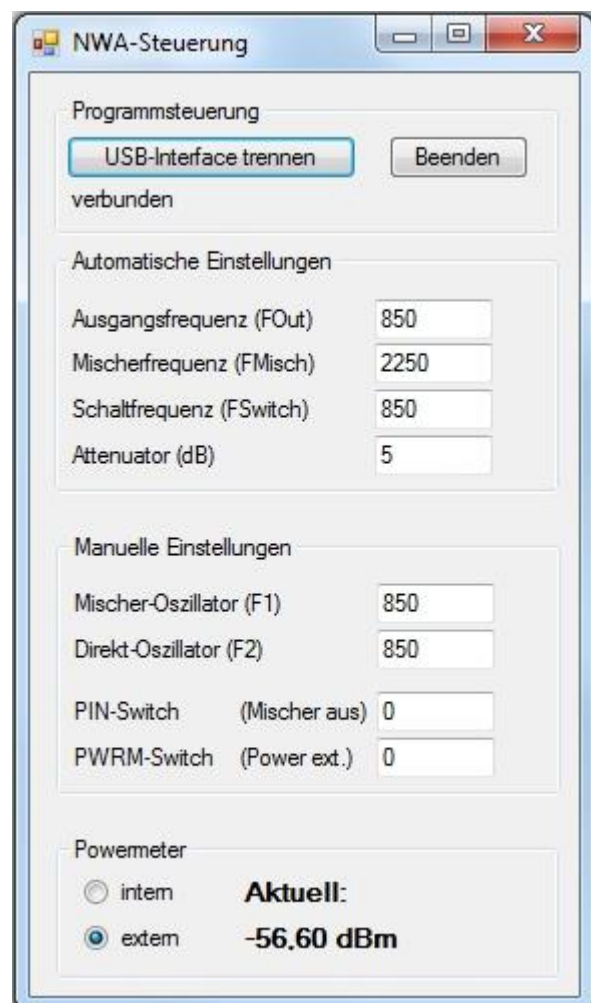 NWA-Steuerung
Programmsteuerung
USB-Interface trennen Beenden
verbunden
Automatische Einstellungen
Ausgangsfrequenz (FOut) 850
Mischerfrequenz (FMisch) 2250
Schaltfrequenz (FSwitch) 850
Attenuator (dB) 5
Manuelle Einstellungen
Mischer-Oszillator (F1) 850
Direkt-Oszillator (F2) 850
PIN-Switch (Mischer aus) 0
PWRM-Switch (Power ext.) 0
Powermeter
intern Aktuell:
extern -56,60 dBm